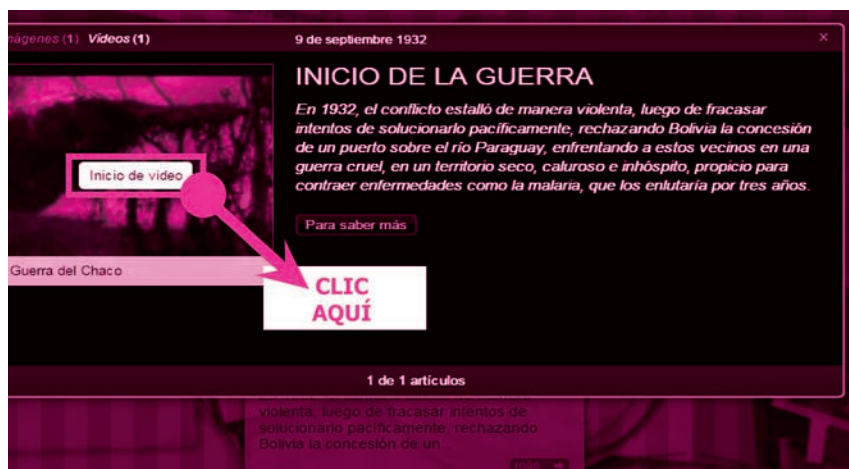 (1) Vídeos (1)
9 de septiembre 1932
×
INICIO DE LA GUERRA
En 1932, el conflicto estalló de manera violenta, luego de fracasar
intentos de solucionarlo pacíficamente, rechazando Bolivia la concesión
de un puerto sobre el río Paraguay, enfrentando a estos vecinos en una
guerra cruel, en un territorio seco, caluroso e inhóspito, propicio para
contraer enfermedades como la malaria, que los enlutaría por tres años.
Inicio de video
Para saber más
Guerra del Chaco
CLIC
AQUÍ
1 de 1 artículos
violenta, luego de fracasar intentos de
solucionarlo pacíficamente, rechazando
Bolivia la concesión de un
más